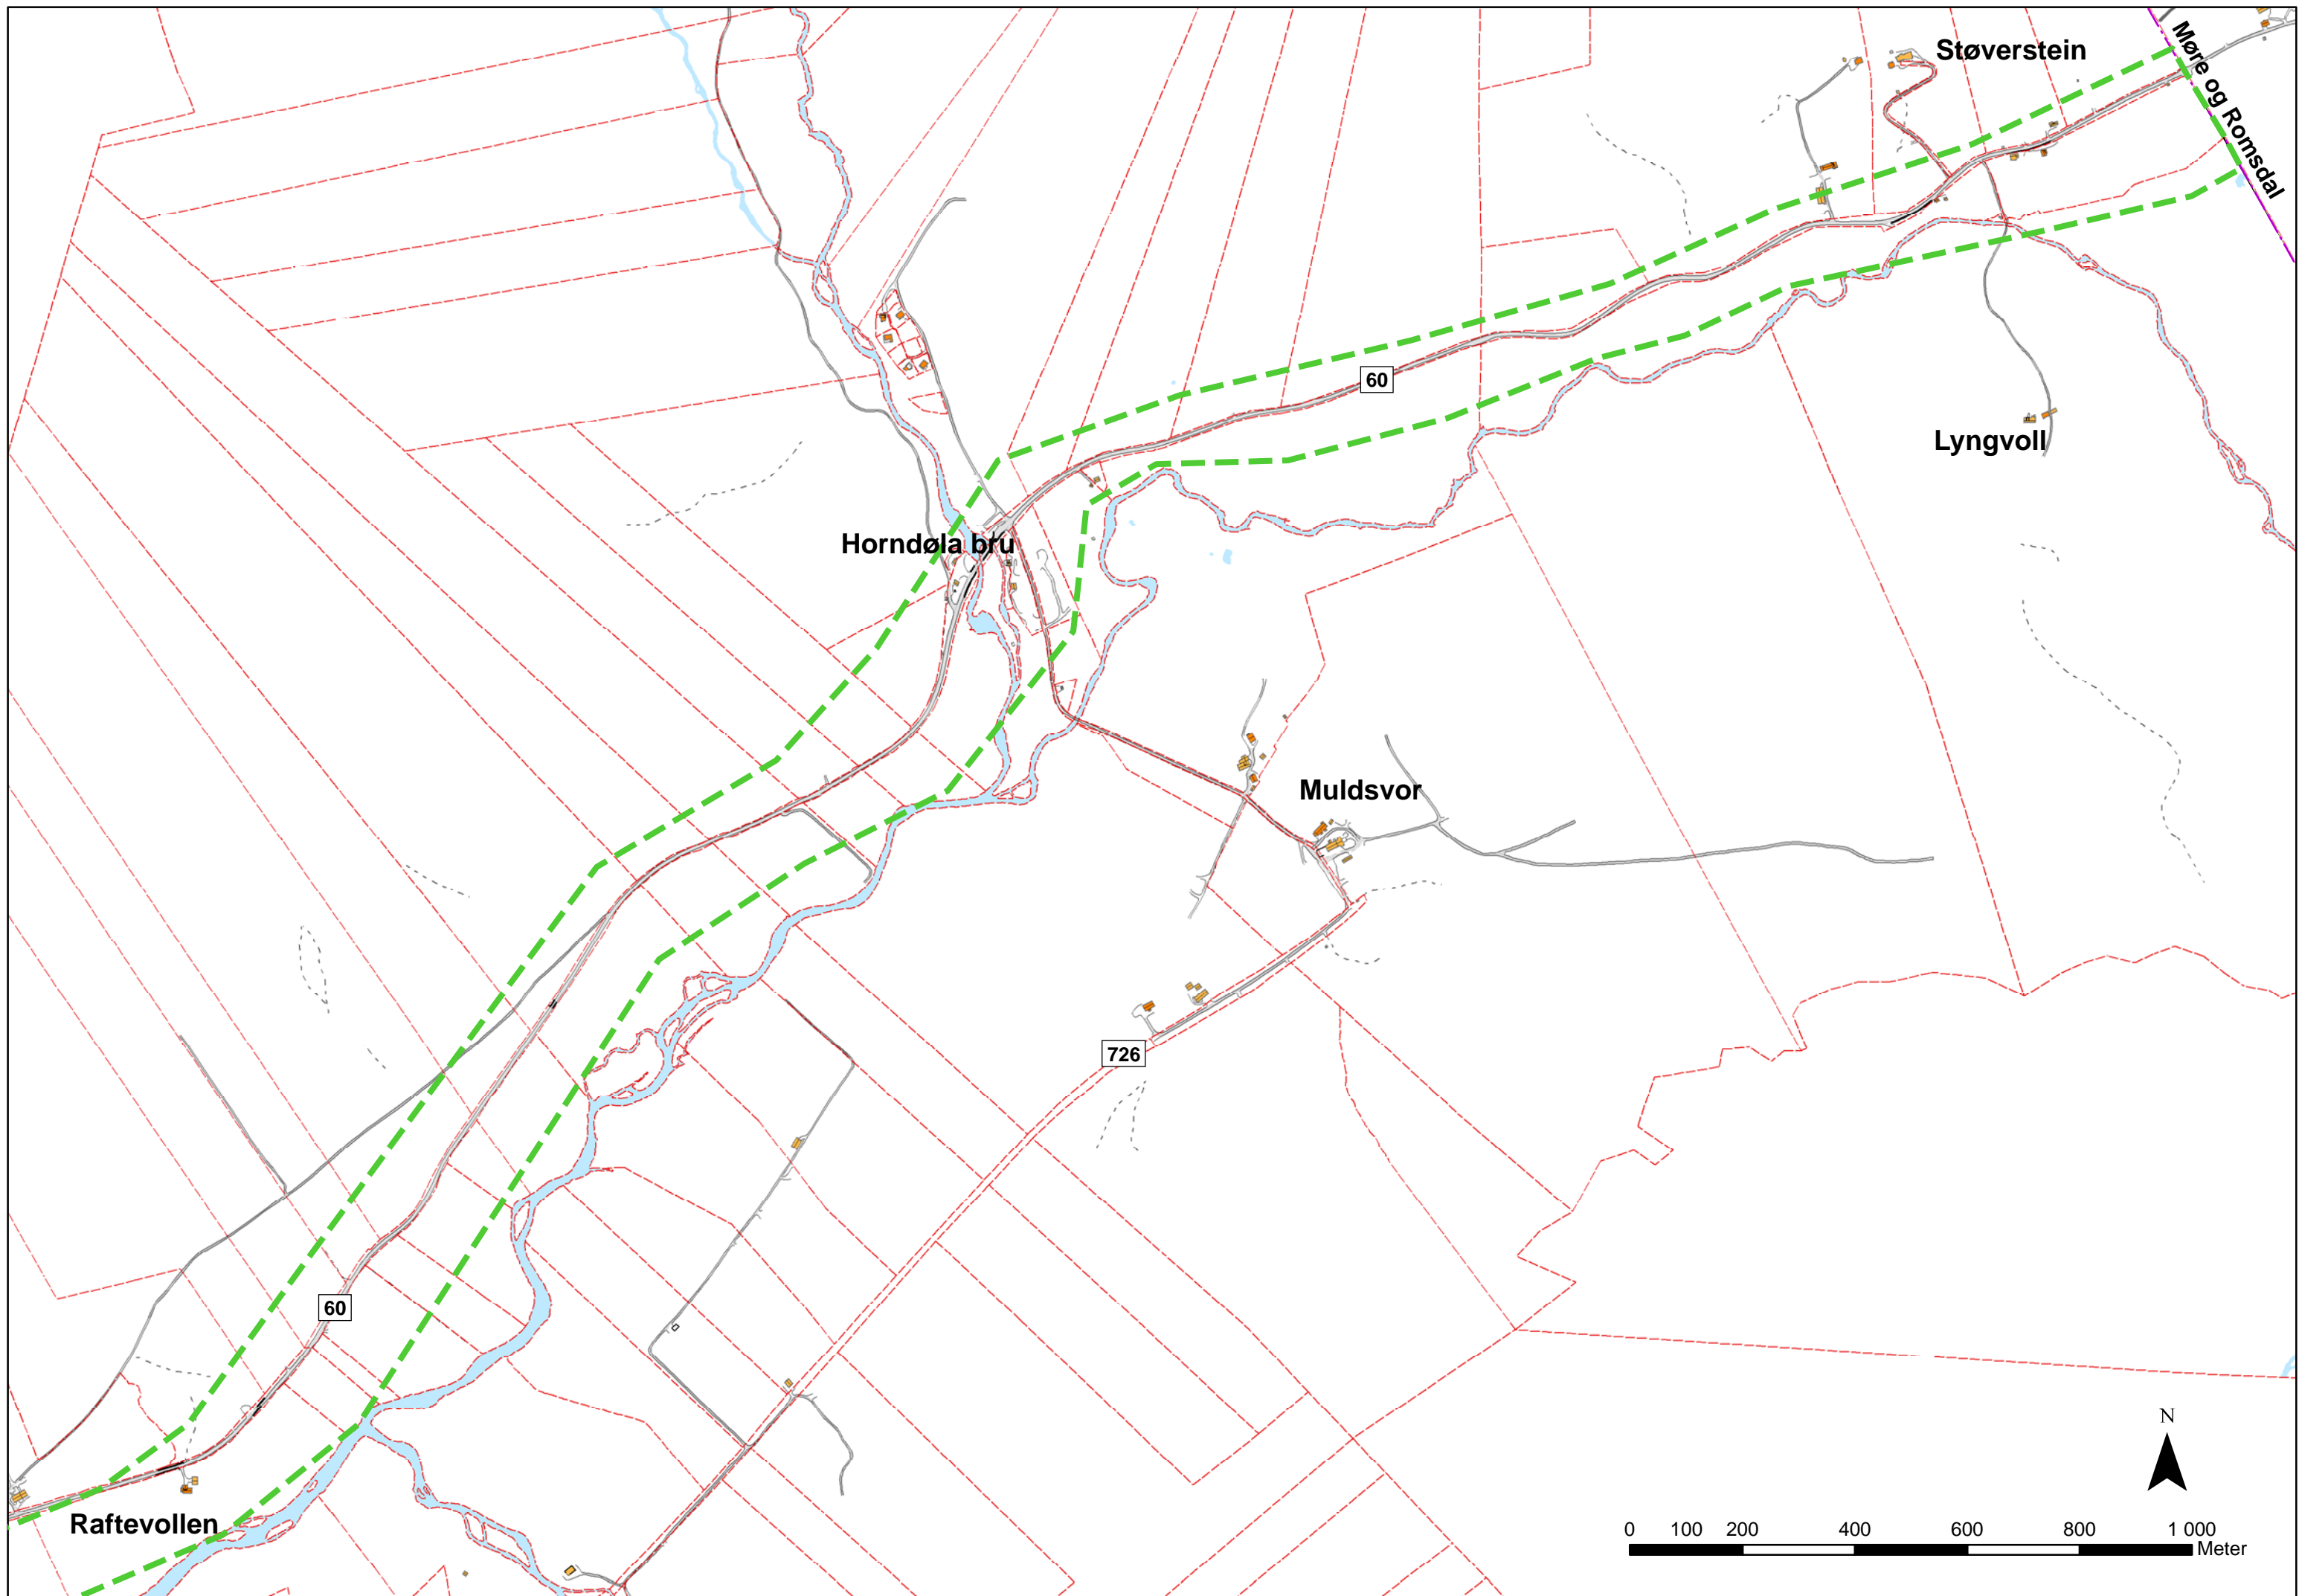 Støverstein
Møre og Romsdal
60
Lyngvoll
Horndøla bru
Muldsvor
726
60
Raftevollen
N
0 100 200 400 600 800 1 000
Meter